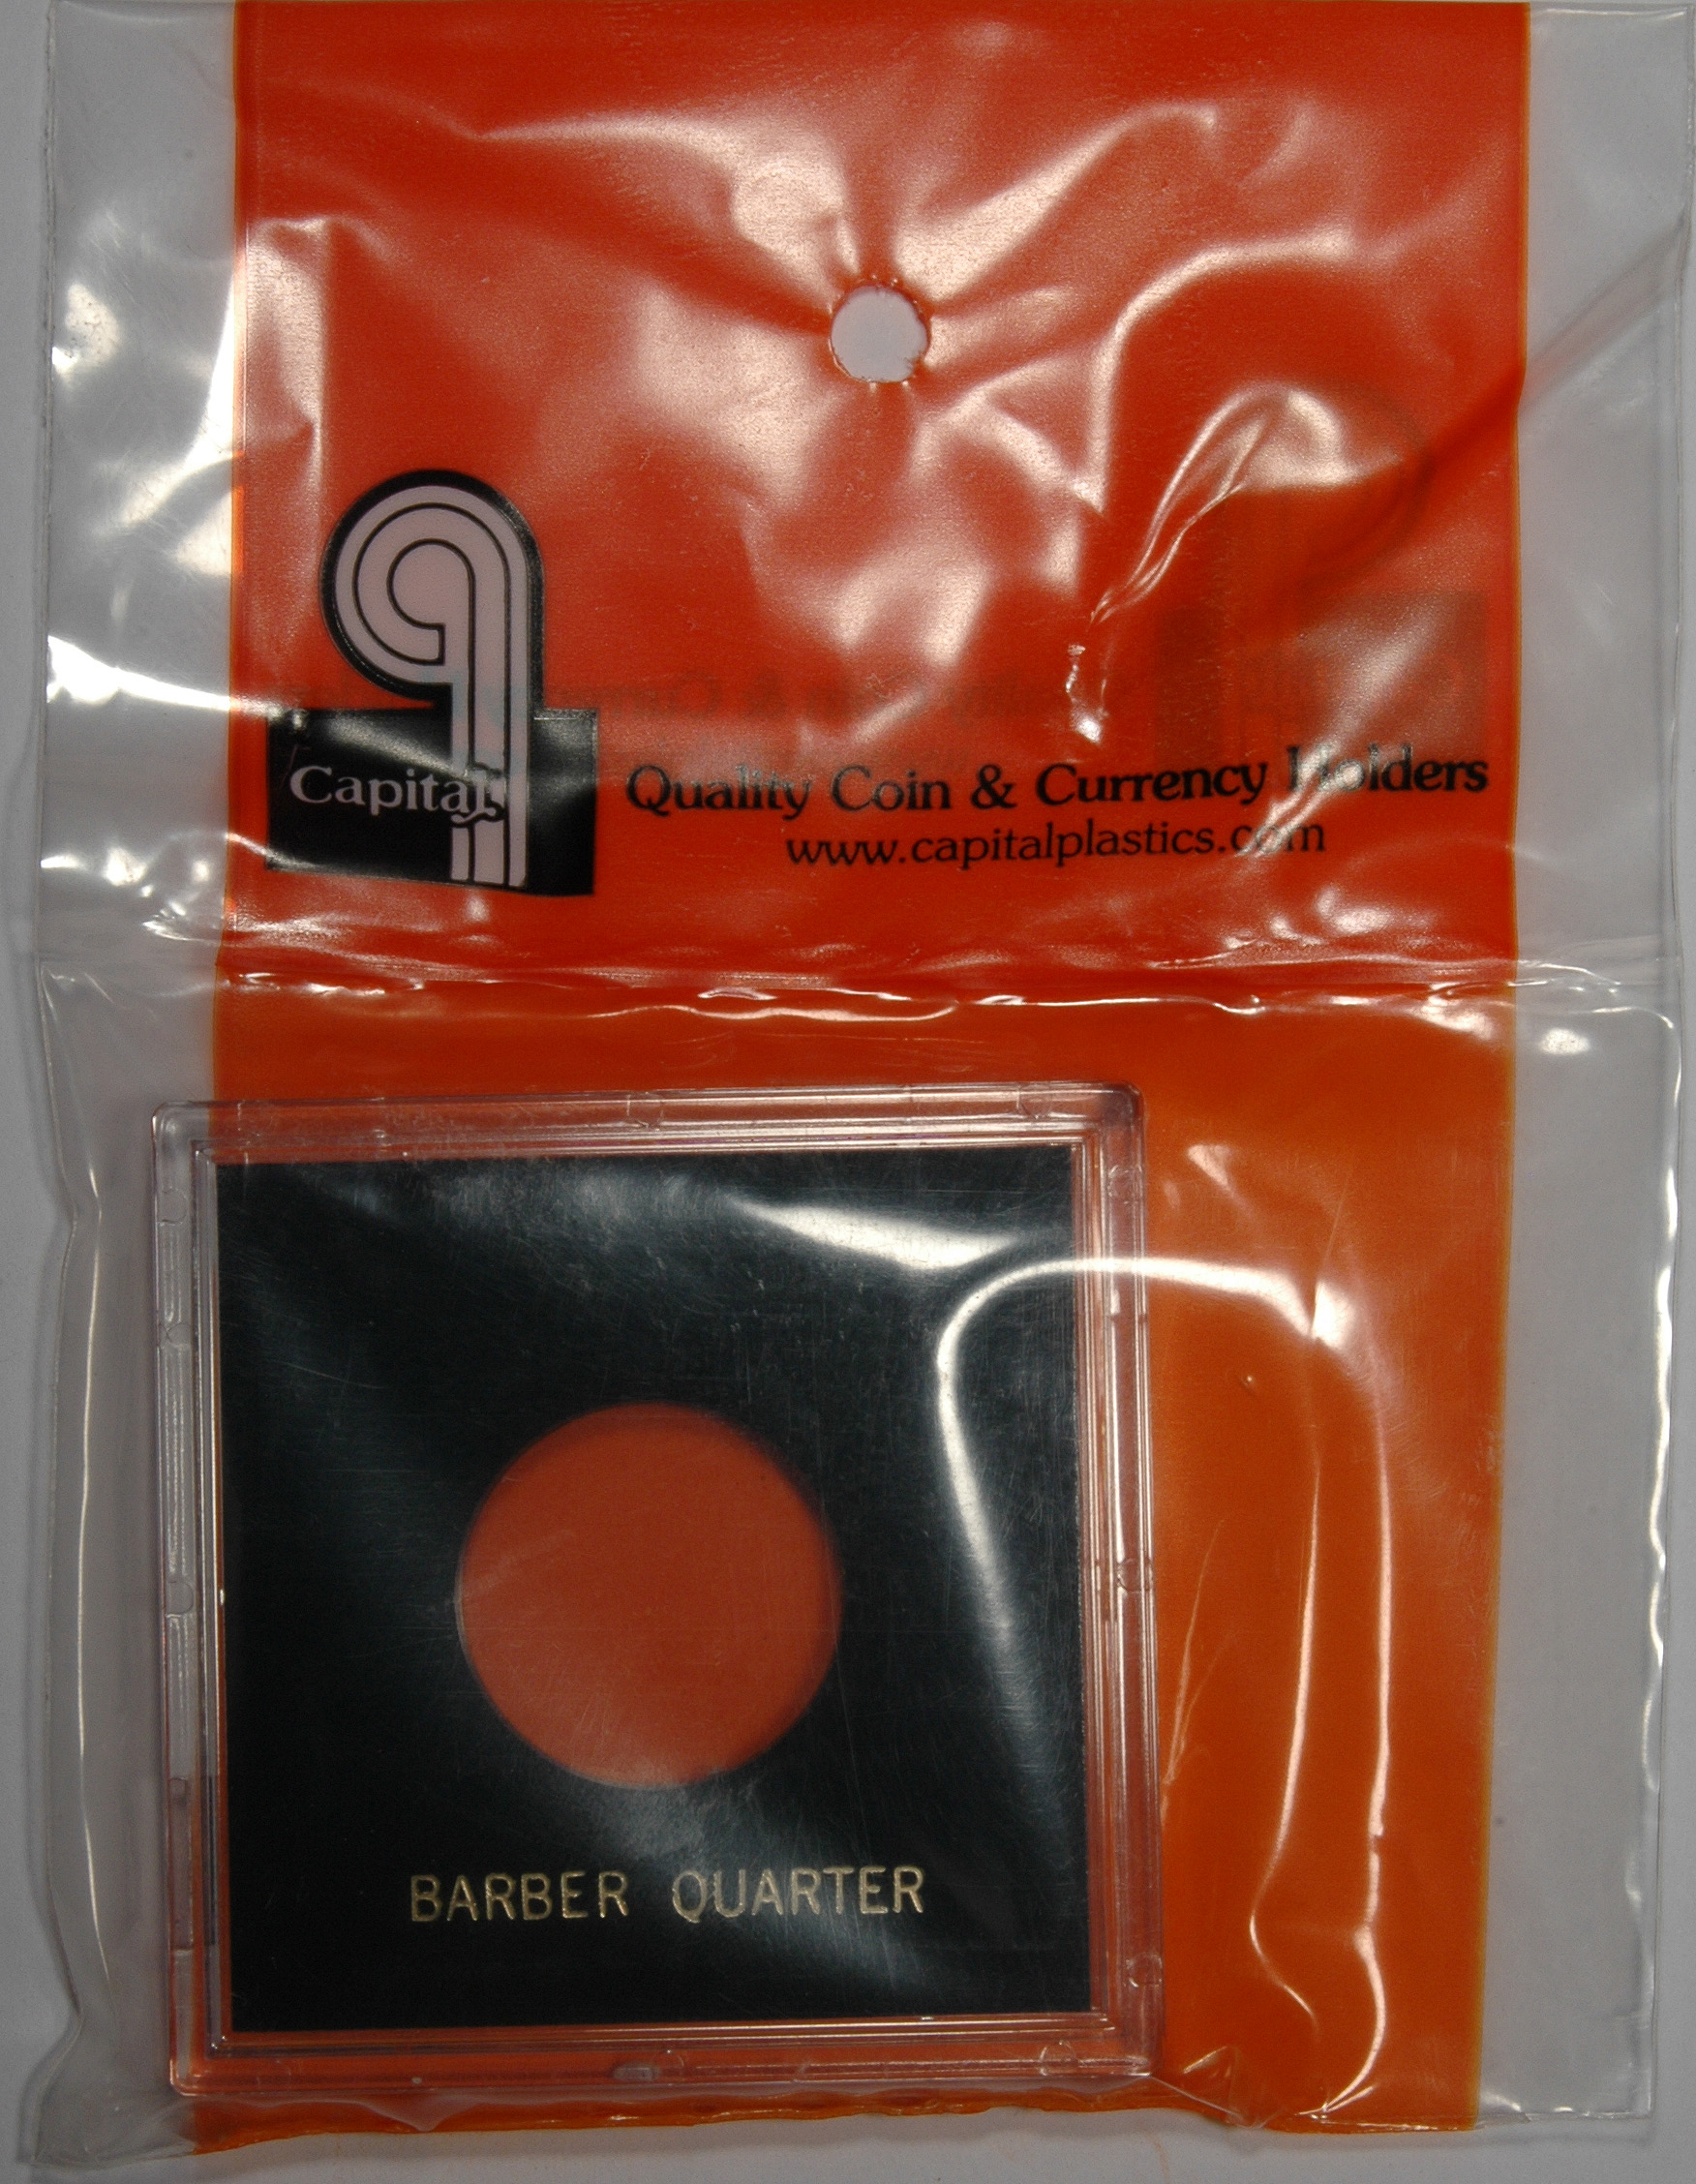 Capital
Quality Coin & Currency Holders
www.capitalplastics.com
BARBER QUARTER